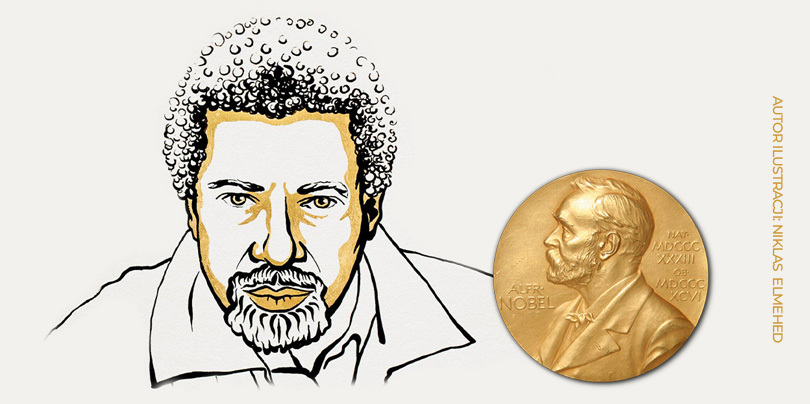 ALFR·
NOBEL
NAT·
MDCCC
XXXIII
OB·
MDCCC
XCVI
AUTOR ILUSTRACJI: NIKLAS ELMEHED